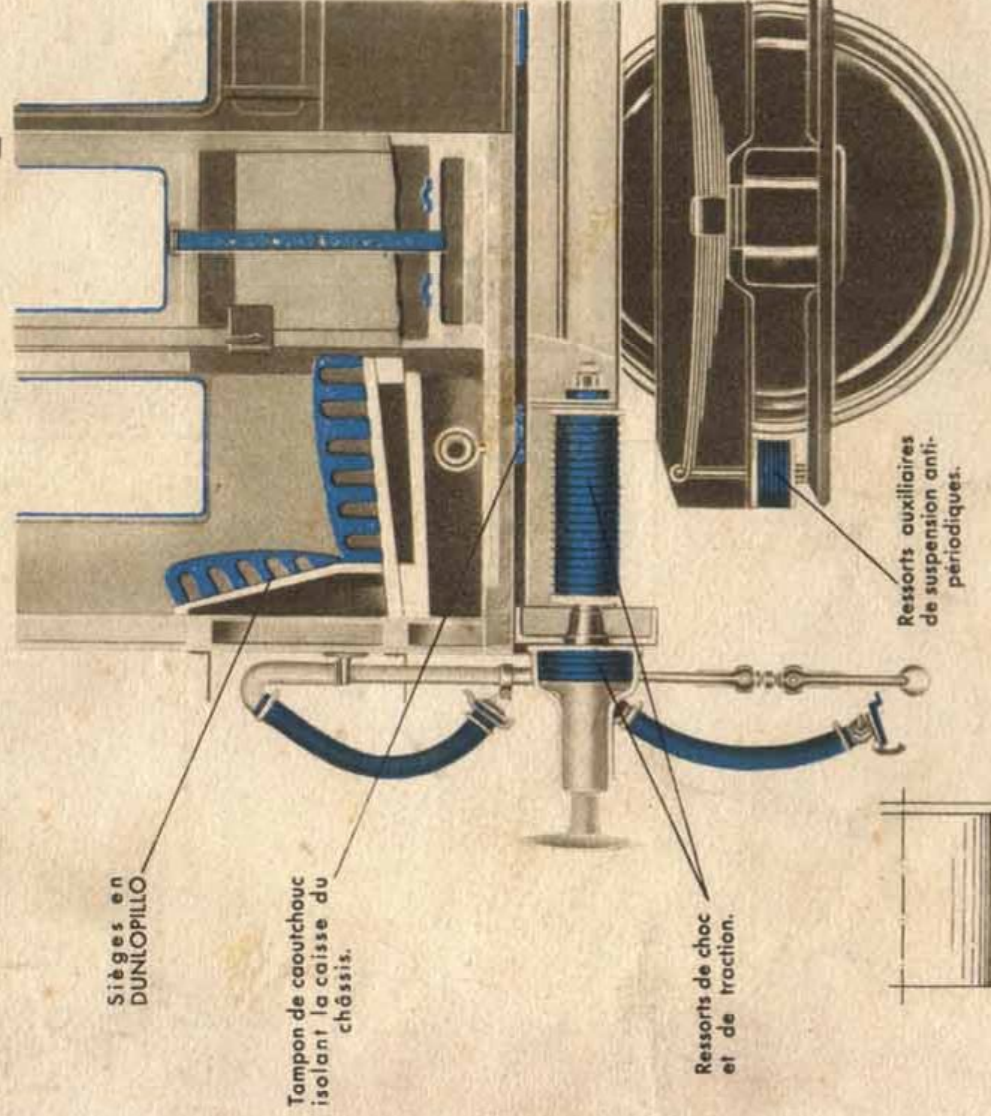 Sièges en
DUNLOPILLO
Tampon de caoutchouc
isolant la caisse du
châssis.
Ressorts de choc
et de traction.
Ressorts auxiliaires
de suspension anti-
périodiques.